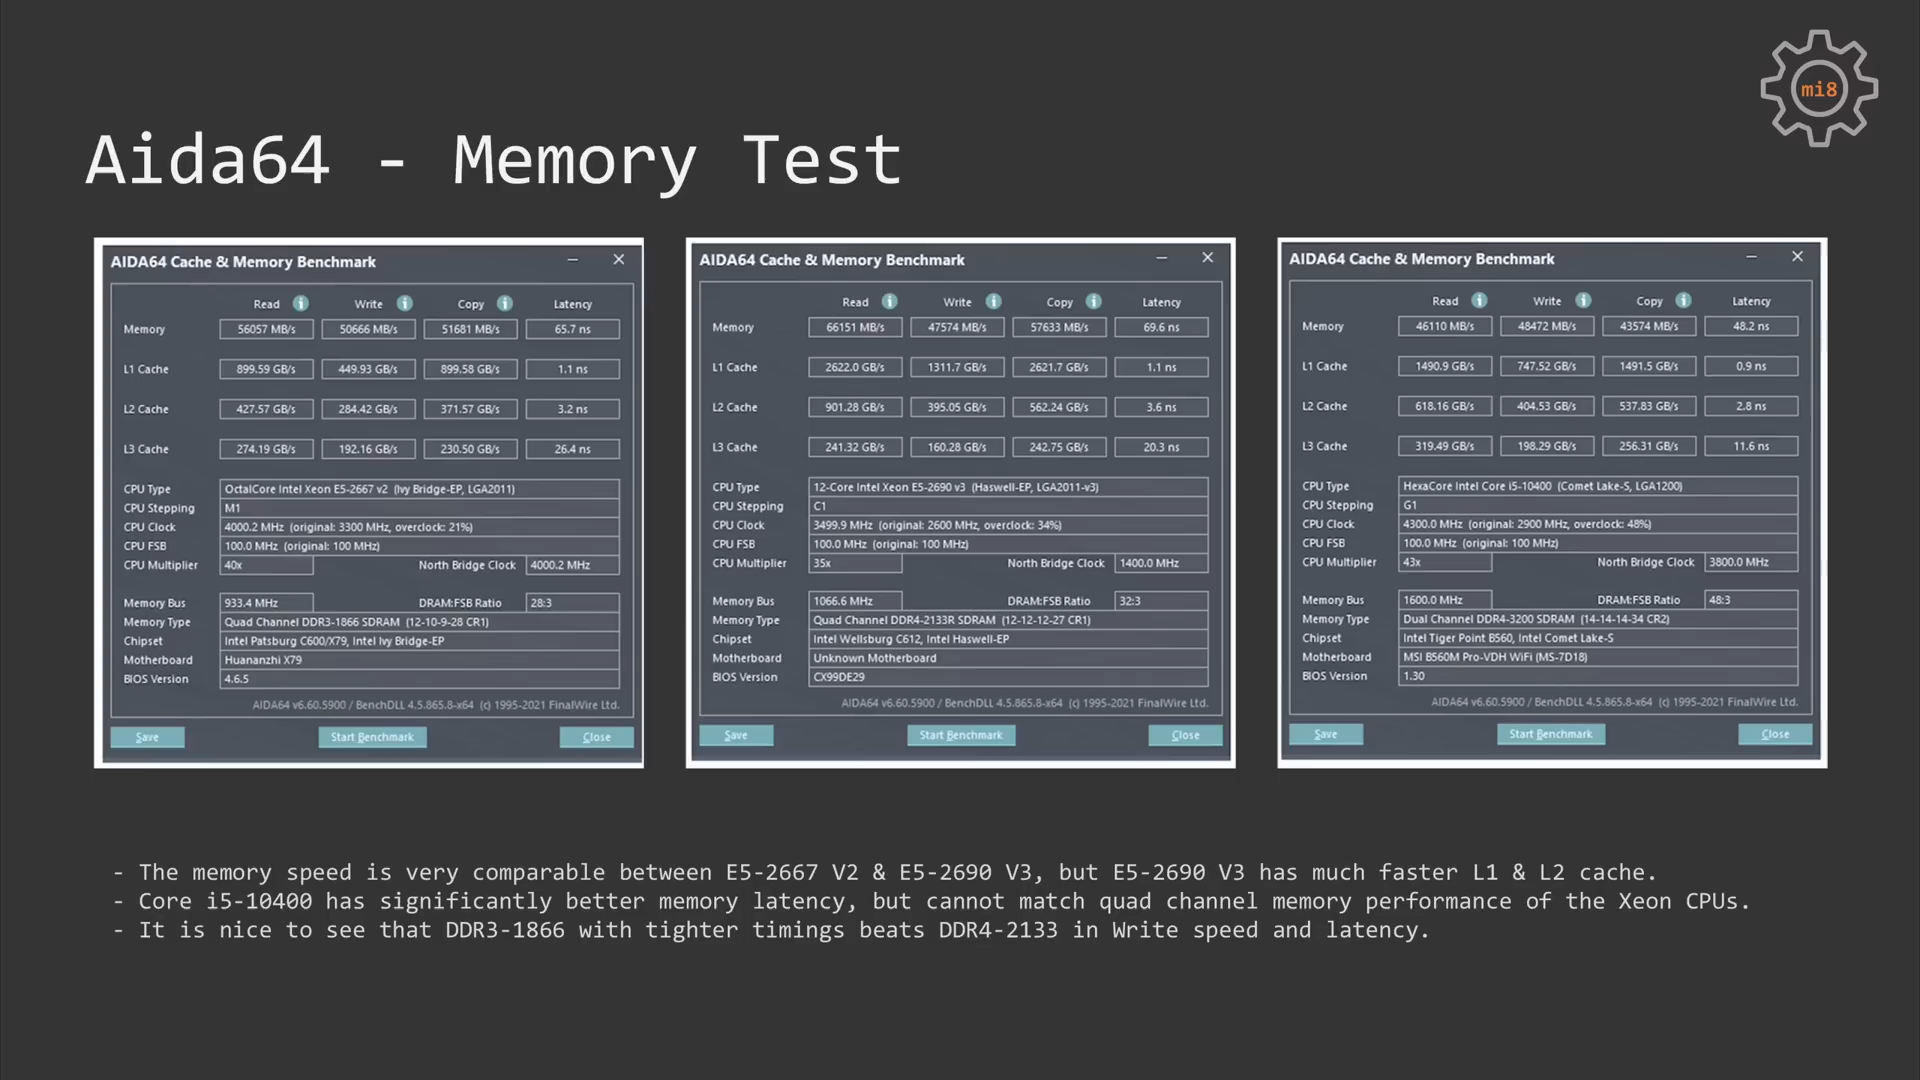 mi8
Aida64 - Memory Test
AIDA64 Cache & Memory Benchmark
Read Write Copy Latency
Memory 56057 MB/s 50666 MB/s 51681 MB/s 65.7 ns
L1 Cache 899.59 GB/s 449.93 GB/s 899.58 GB/s 1.1 ns
L2 Cache 427.57 GB/s 284.42 GB/s 371.57 GB/s 3.2 ns
L3 Cache 274.19 GB/s 192.16 GB/s 230.50 GB/s 26.4 ns
CPU Type OctalCore Intel Xeon E5-2667 v2 (Ivy Bridge-EP, LGA2011)
CPU Stepping M1
CPU Clock 4000.2 MHz (original: 3300 MHz, overclock: 21%)
CPU FSB 100.0 MHz (original: 100 MHz)
CPU Multiplier 40x North Bridge Clock 4000.2 MHz
Memory Bus 933.4 MHz DRAM:FSB Ratio 28:3
Memory Type Quad Channel DDR3-1866 SDRAM (12-10-9-28 CR1)
Chipset Intel Patsburg C600/X79, Intel Ivy Bridge-EP
Motherboard Huananzhi X79
BIOS Version 4.6.5
AIDA64 v6.60.5900 / BenchDLL 4.5.865.8-x64 (c) 1995-2021 FinalWire Ltd.
Save Start Benchmark Close
AIDA64 Cache & Memory Benchmark
Read Write Copy Latency
Memory 66151 MB/s 47574 MB/s 57633 MB/s 69.6 ns
L1 Cache 2622.0 GB/s 1311.7 GB/s 2621.7 GB/s 1.1 ns
L2 Cache 901.28 GB/s 395.05 GB/s 562.24 GB/s 3.6 ns
L3 Cache 241.32 GB/s 160.28 GB/s 242.75 GB/s 20.3 ns
CPU Type 12-Core Intel Xeon E5-2690 v3 (Haswell-EP, LGA2011-v3)
CPU Stepping C1
CPU Clock 3499.9 MHz (original: 2600 MHz, overclock: 34%)
CPU FSB 100.0 MHz (original: 100 MHz)
CPU Multiplier 35x North Bridge Clock 1400.0 MHz
Memory Bus 1066.6 MHz DRAM:FSB Ratio 32:3
Memory Type Quad Channel DDR4-2133R SDRAM (12-12-12-27 CR1)
Chipset Intel Wellsburg C612, Intel Haswell-EP
Motherboard Unknown Motherboard
BIOS Version CX99DE29
AIDA64 v6.60.5900 / BenchDLL 4.5.865.8-x64 (c) 1995-2021 FinalWire Ltd.
Save Start Benchmark Close
AIDA64 Cache & Memory Benchmark
Read Write Copy Latency
Memory 46110 MB/s 48472 MB/s 43574 MB/s 48.2 ns
L1 Cache 1490.9 GB/s 747.52 GB/s 1491.5 GB/s 0.9 ns
L2 Cache 618.16 GB/s 404.53 GB/s 537.83 GB/s 2.8 ns
L3 Cache 319.49 GB/s 198.29 GB/s 256.31 GB/s 11.6 ns
CPU Type HexaCore Intel Core i5-10400 (Comet Lake-S, LGA1200)
CPU Stepping G1
CPU Clock 4300.0 MHz (original: 2900 MHz, overclock: 48%)
CPU FSB 100.0 MHz (original: 100 MHz)
CPU Multiplier 43x North Bridge Clock 3800.0 MHz
Memory Bus 1600.0 MHz DRAM:FSB Ratio 48:3
Memory Type Dual Channel DDR4-3200 SDRAM (14-14-14-34 CR2)
Chipset Intel Tiger Point B560, Intel Comet Lake-S
Motherboard MSI B560M Pro-VDH WiFi (MS-7D18)
BIOS Version 1.30
AIDA64 v6.60.5900 / BenchDLL 4.5.865.8-x64 (c) 1995-2021 FinalWire Ltd.
Save Start Benchmark Close
- The memory speed is very comparable between E5-2667 V2 & E5-2690 V3, but E5-2690 V3 has much faster L1 & L2 cache.
- Core i5-10400 has significantly better memory latency, but cannot match quad channel memory performance of the Xeon CPUs.
- It is nice to see that DDR3-1866 with tighter timings beats DDR4-2133 in Write speed and latency.